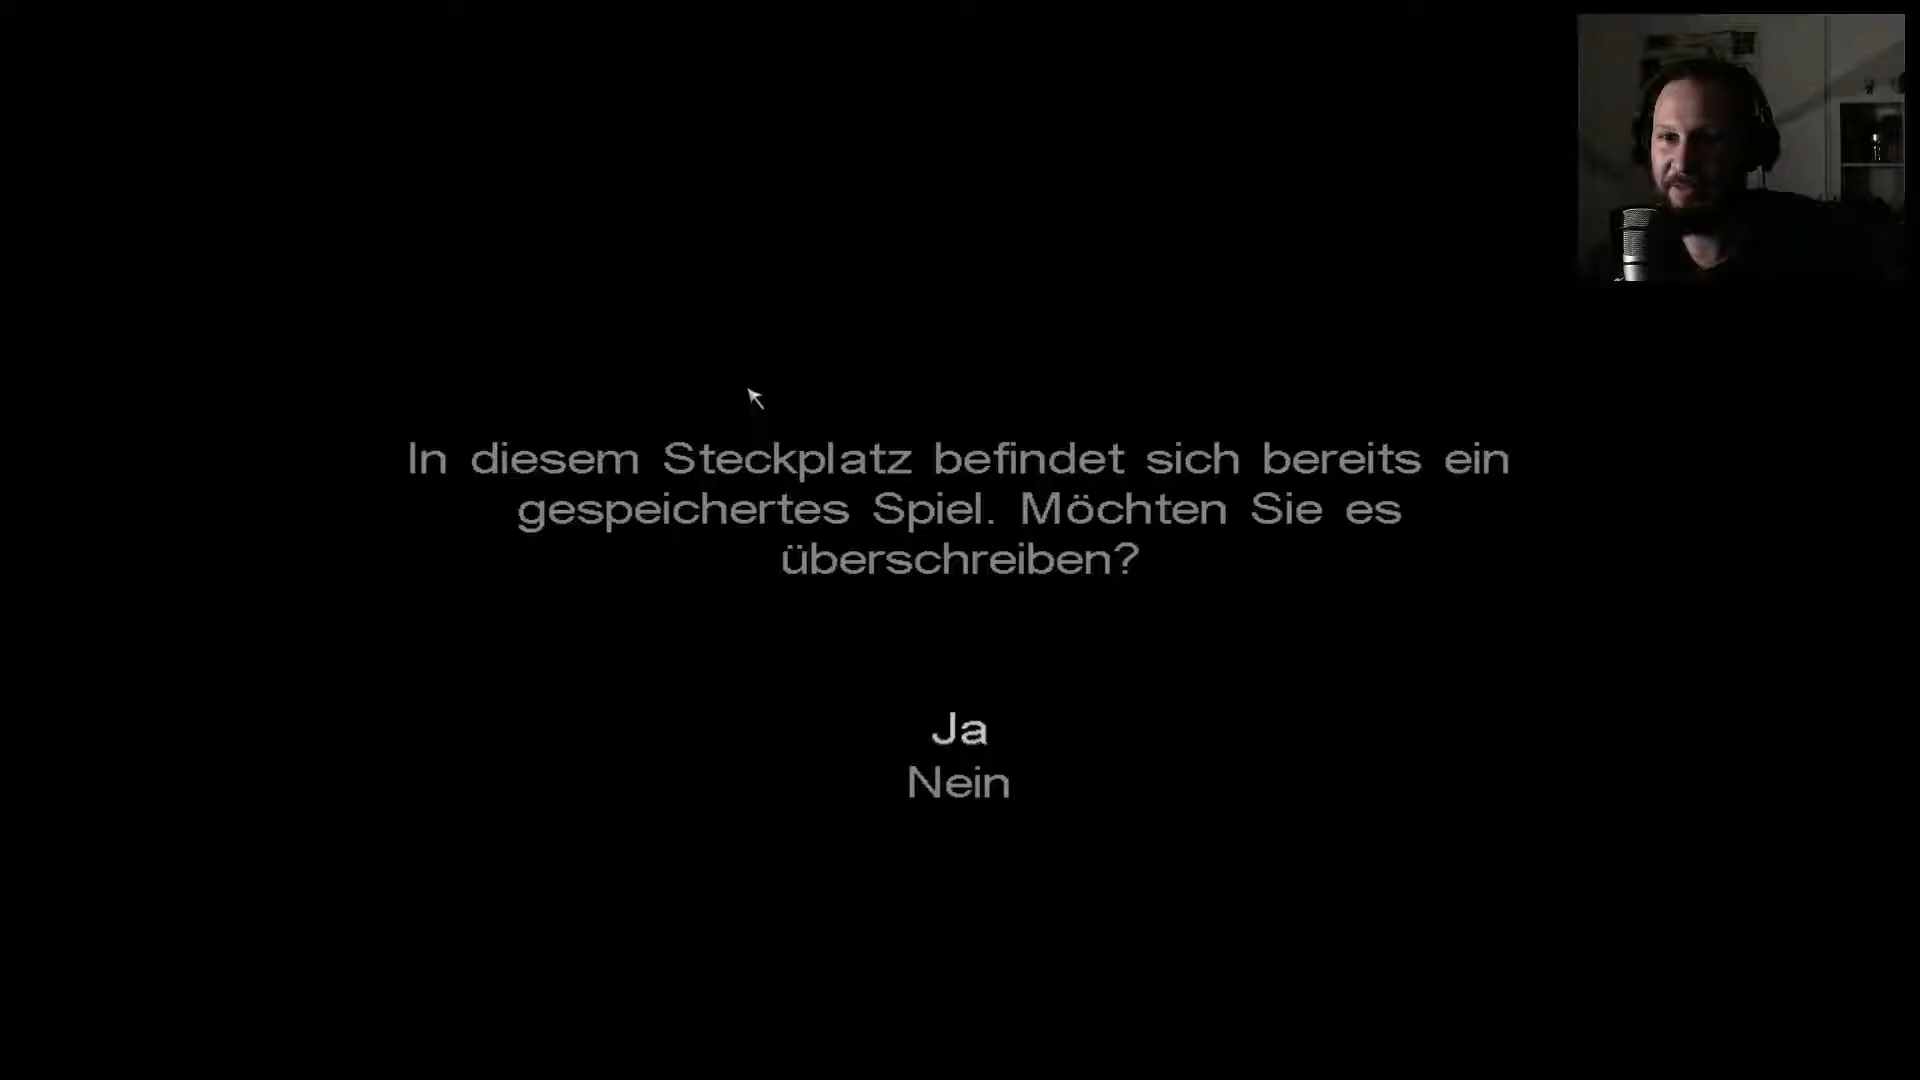 In diesem Steckplatz befindet sich bereits ein
gespeichertes Spiel. Möchten Sie es
überschreiben?
Ja
Nein